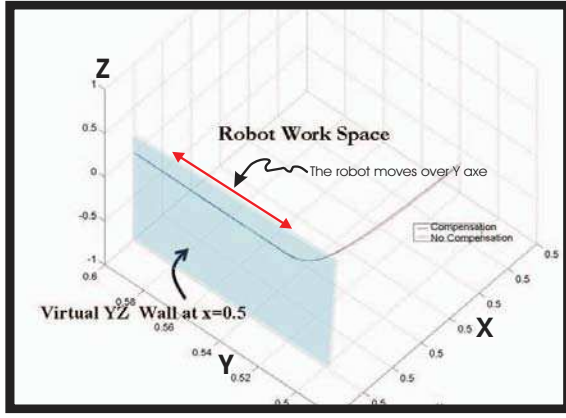 Z
1
0.5
Robot Work Space
0
The robot moves over Y axe
-0.5
Compensation
No Compensation
-1
0.6
0.5
0.58
0.5
Virtual YZ Wall at x=0.5
0.56
0.5
X
0.5
0.54
Y
0.5
0.52
0.5
0.5